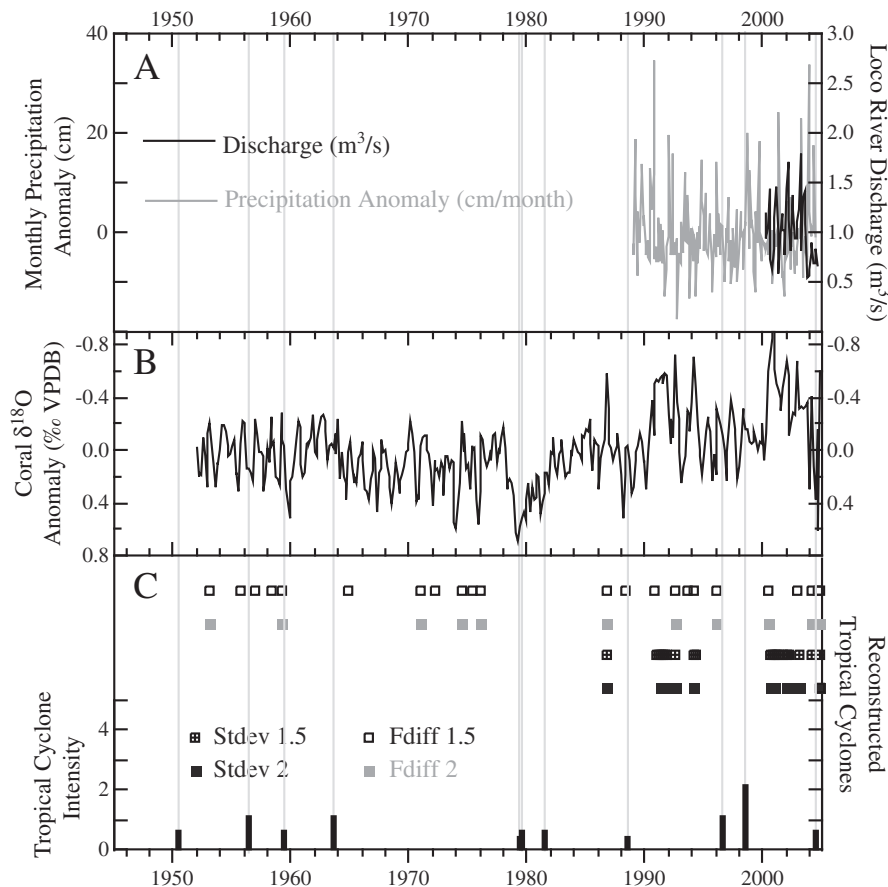 1950 1960 1970 1980 1990 2000
40 A 3.0
Monthly Precipitation
Anomaly (cm)
20
0
2.5
2.0
1.5
1.0
0.5
Loco River Discharge (m³/s)
Discharge (m³/s)
Precipitation Anomaly (cm/month)
B
Coral δ¹⁸O
Anomaly (‰ VPDB)
-0.8
-0.4
0.0
0.4
0.8
-0.8
-0.4
0.0
0.4
C
Reconstructed
Tropical Cyclones
Tropical Cyclone
Intensity
4
2
0
Stdev 1.5 Fdiff 1.5
Stdev 2 Fdiff 2
1950 1960 1970 1980 1990 2000